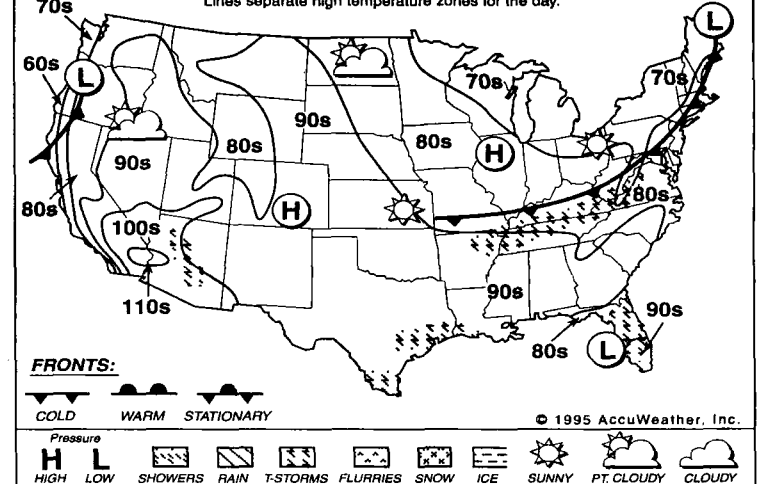 Lines separate high temperature zones for the day.
70s
L
60s
L
70s
70s
90s
80s
80s
H
90s
80s
80s
H
100s
110s
90s
90s
80s
L
FRONTS:
COLD WARM STATIONARY
© 1995 AccuWeather, Inc.
Pressure
H L
HIGH LOW SHOWERS RAIN T-STORMS FLURRIES SNOW ICE SUNNY PT. CLOUDY CLOUDY